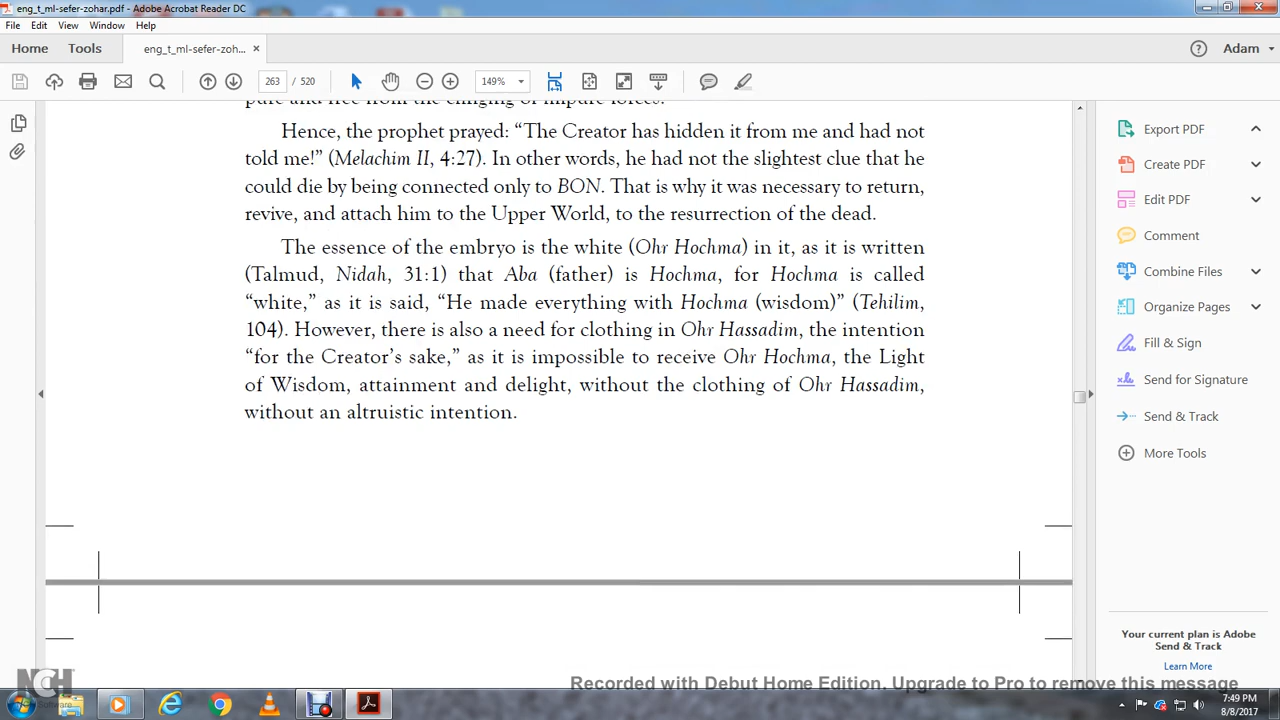 eng_t_ml-sefer-zohar.pdf - Adobe Acrobat Reader DC
File Edit View Window Help
Home Tools eng_t_ml-sefer-zoh... × Adam
263 / 520 149%
pure and free from the clinging of impure forces.
Hence, the prophet prayed: “The Creator has hidden it from me and had not
told me!” (Melachim II, 4:27). In other words, he had not the slightest clue that he
could die by being connected only to BON. That is why it was necessary to return,
revive, and attach him to the Upper World, to the resurrection of the dead.
The essence of the embryo is the white (Ohr Hochma) in it, as it is written
(Talmud, Nidah, 31:1) that Aba (father) is Hochma, for Hochma is called
“white,” as it is said, “He made everything with Hochma (wisdom)” (Tehilim,
104). However, there is also a need for clothing in Ohr Hassadim, the intention
“for the Creator’s sake,” as it is impossible to receive Ohr Hochma, the Light
of Wisdom, attainment and delight, without the clothing of Ohr Hassadim,
without an altruistic intention.
Export PDF
Create PDF
Edit PDF
Comment
Combine Files
Organize Pages
Fill & Sign
Send for Signature
Send & Track
More Tools
Your current plan is Adobe
Send & Track
Learn More
NCH Software
Recorded with Debut Home Edition. Upgrade to Pro to remove this message
7:49 PM
8/8/2017